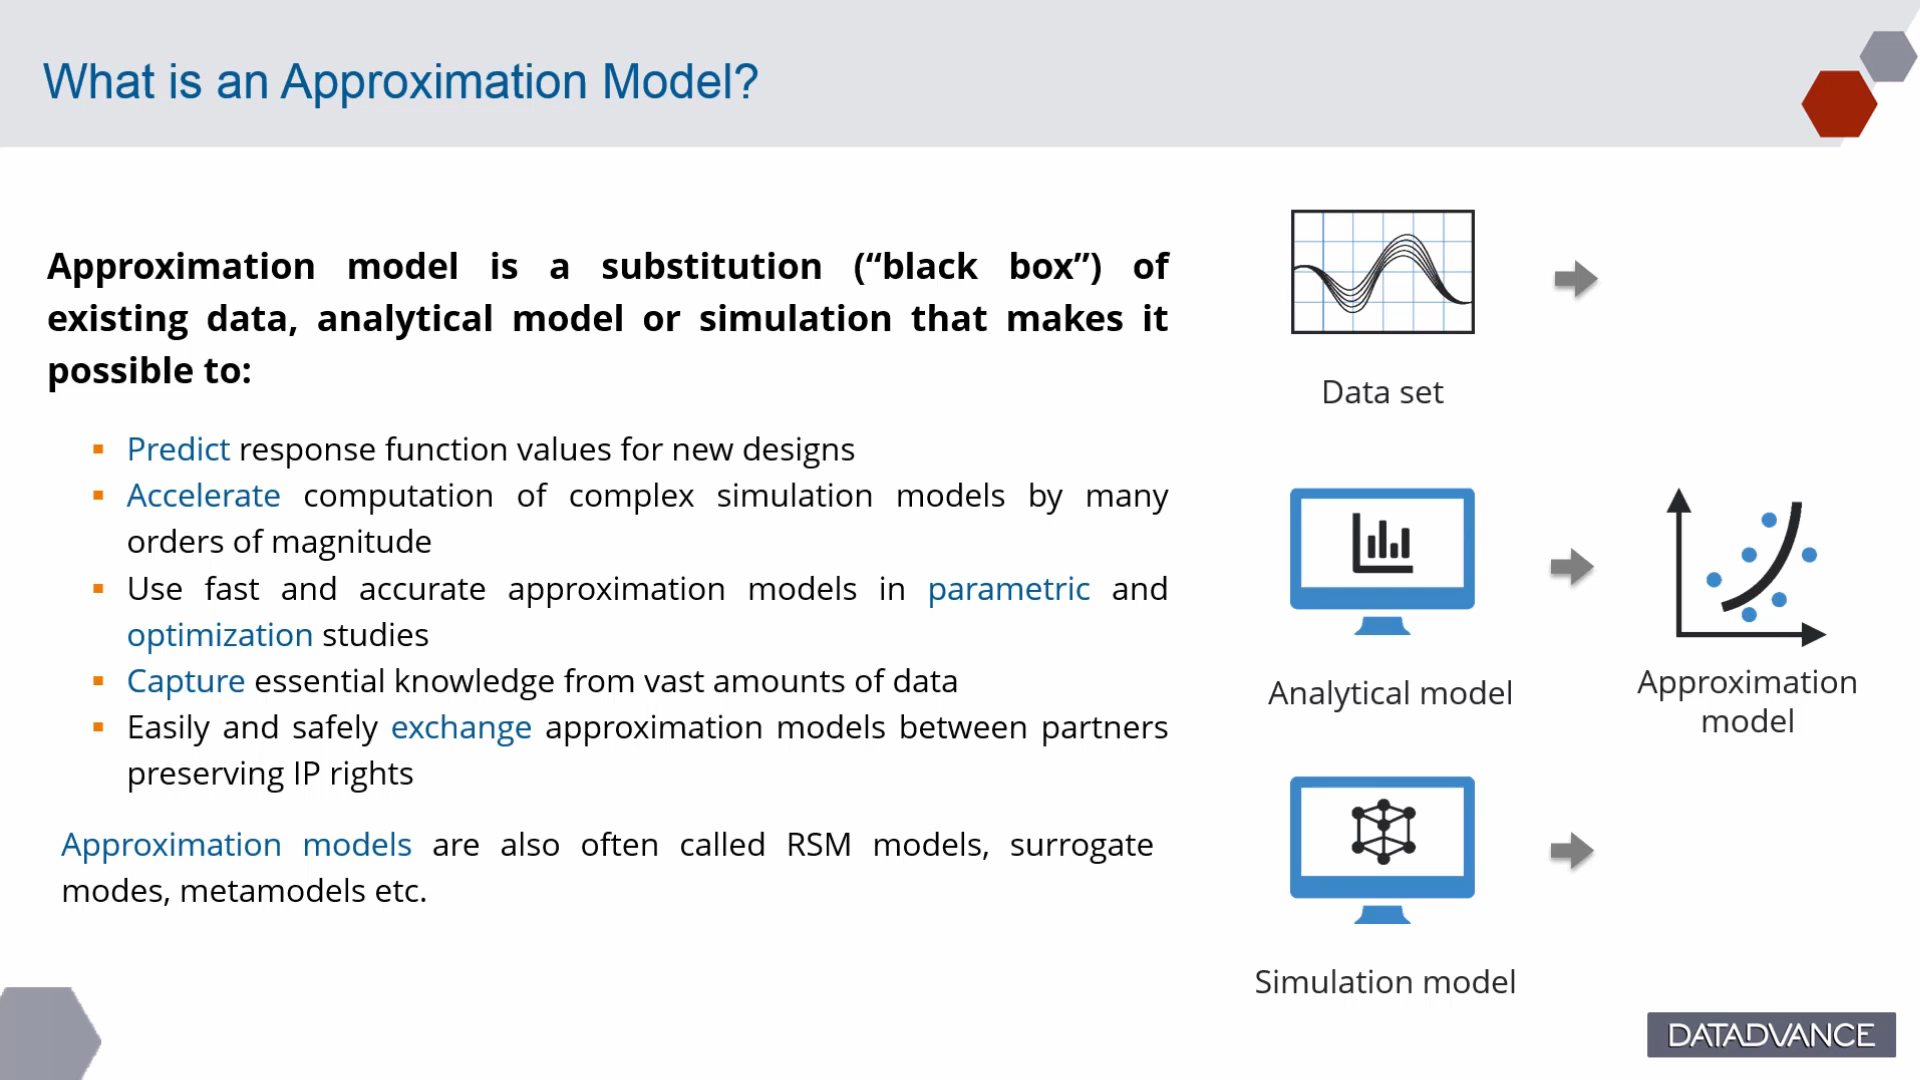 What is an Approximation Model?
Approximation model is a substitution (“black box”) of
existing data, analytical model or simulation that makes it
possible to:
Predict response function values for new designs
Accelerate computation of complex simulation models by many
orders of magnitude
Use fast and accurate approximation models in parametric and
optimization studies
Capture essential knowledge from vast amounts of data
Easily and safely exchange approximation models between partners
preserving IP rights
Approximation models are also often called RSM models, surrogate
modes, metamodels etc.
Data set
Analytical model
Approximation
model
Simulation model
DATADVANCE